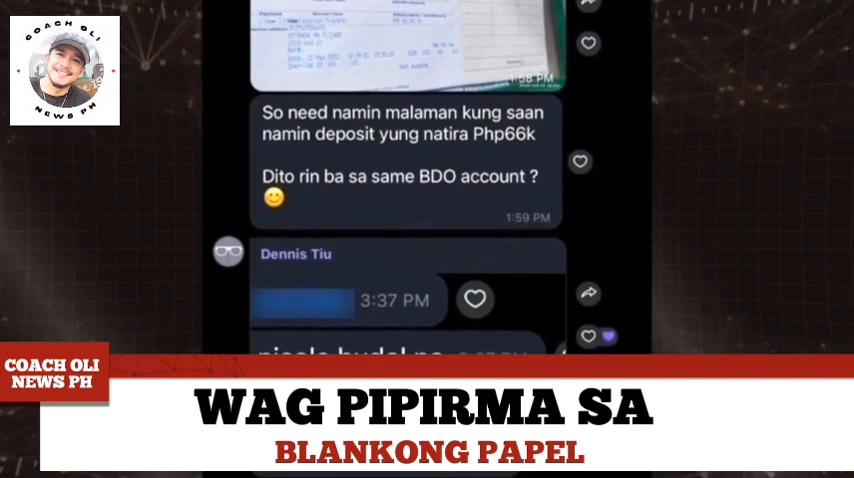 COACH OLI
NEWS PH
1:58 PM
So need namin malaman kung saan
namin deposit yung natira Php66k
Dito rin ba sa same BDO account ?
1:59 PM
Dennis Tiu
3:37 PM
COACH OLI
NEWS PH
WAG PIPIRMA SA
BLANKONG PAPEL